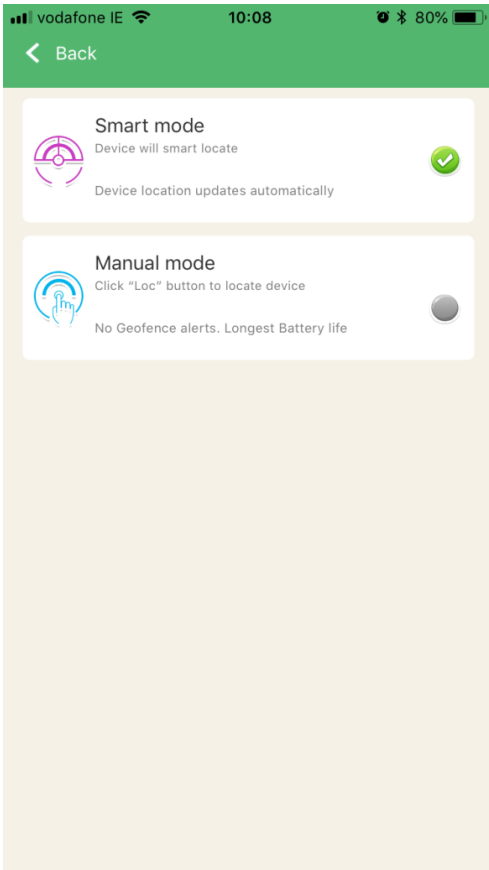 vodafone IE 10:08 80%
Back
Smart mode
Device will smart locate
Device location updates automatically
Manual mode
Click “Loc” button to locate device
No Geofence alerts. Longest Battery life